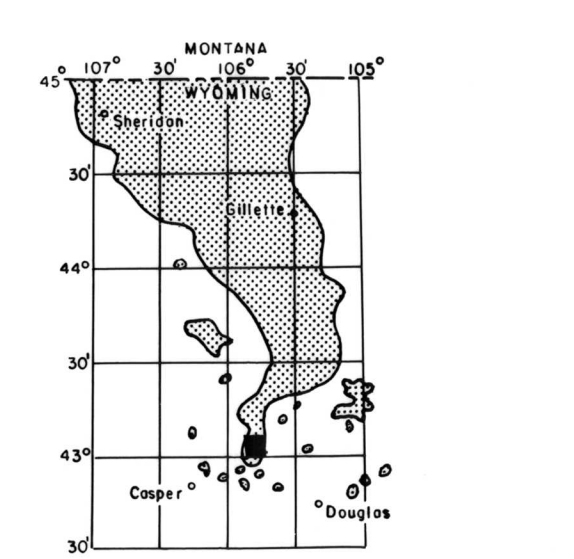 MONTANA
45° 107° 30' 106° 30' 105°
WYOMING
Sheridan
30'
Gillette
44°
30'
43°
Casper
Douglas
30'